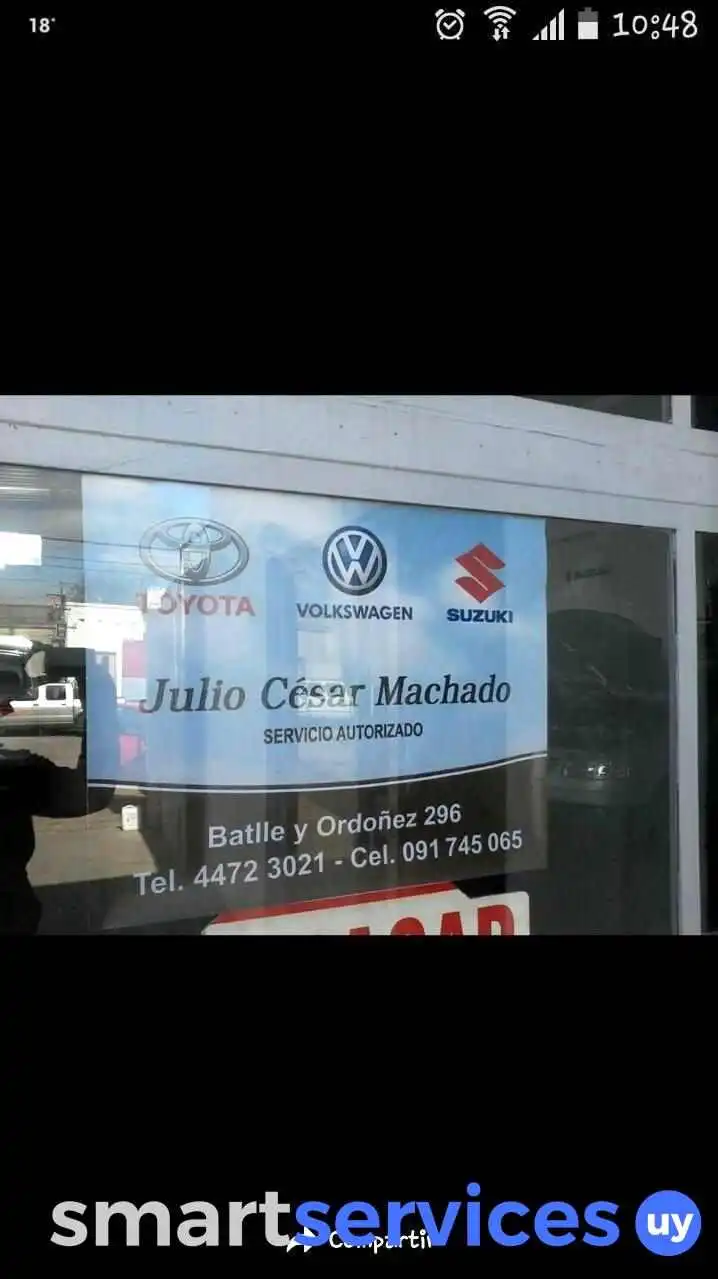 18°
10:48
TOYOTA
VOLKSWAGEN
SUZUKI
Julio César Machado
SERVICIO AUTORIZADO
Batlle y Ordoñez 296
Tel. 4472 3021 - Cel. 091 745 065
smartservices uy
Compartir